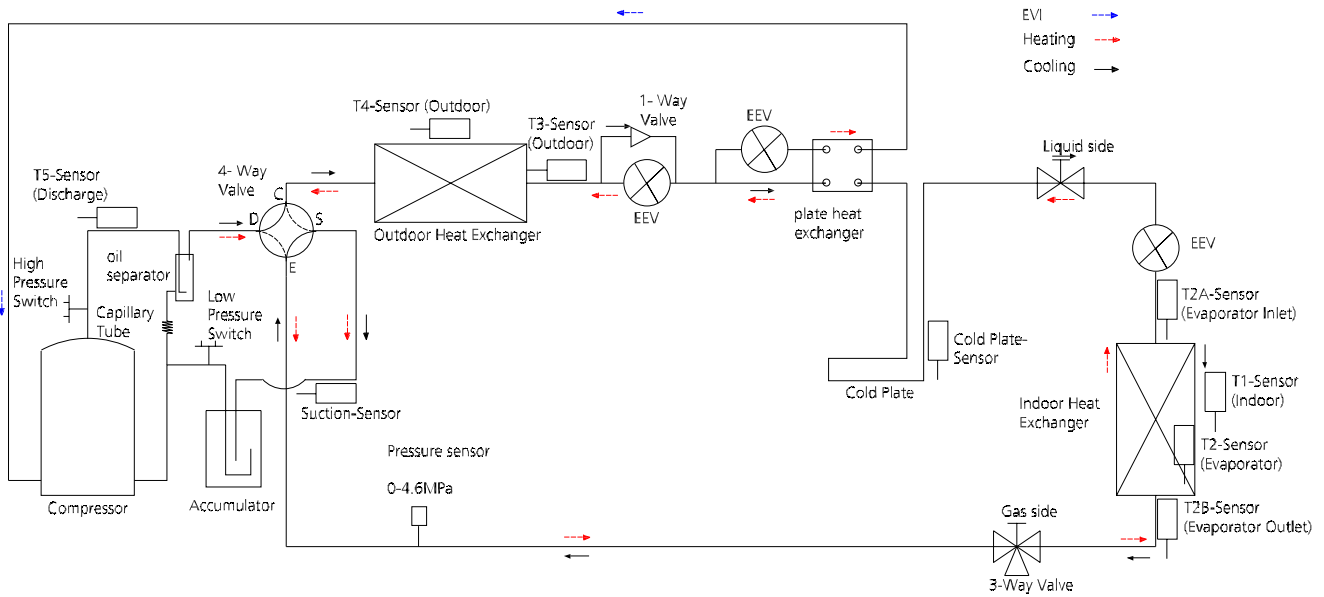 EVI
Heating
Cooling
T4-Sensor (Outdoor)
1- Way
Valve
T3-Sensor
(Outdoor)
EEV
Liquid side
T5-Sensor
(Discharge)
4- Way
Valve
C
D
S
E
EEV
plate heat
exchanger
Outdoor Heat Exchanger
EEV
oil
separator
High
Pressure
Switch
Low
Pressure
Switch
Capillary
Tube
T2A-Sensor
(Evaporator Inlet)
Cold Plate-
Sensor
Cold Plate
T1-Sensor
(Indoor)
Indoor Heat
Exchanger
Suction-Sensor
T2-Sensor
(Evaporator)
Pressure sensor
0-4.6MPa
Compressor
Accumulator
Gas side
T2B-Sensor
(Evaporator Outlet)
3-Way Valve